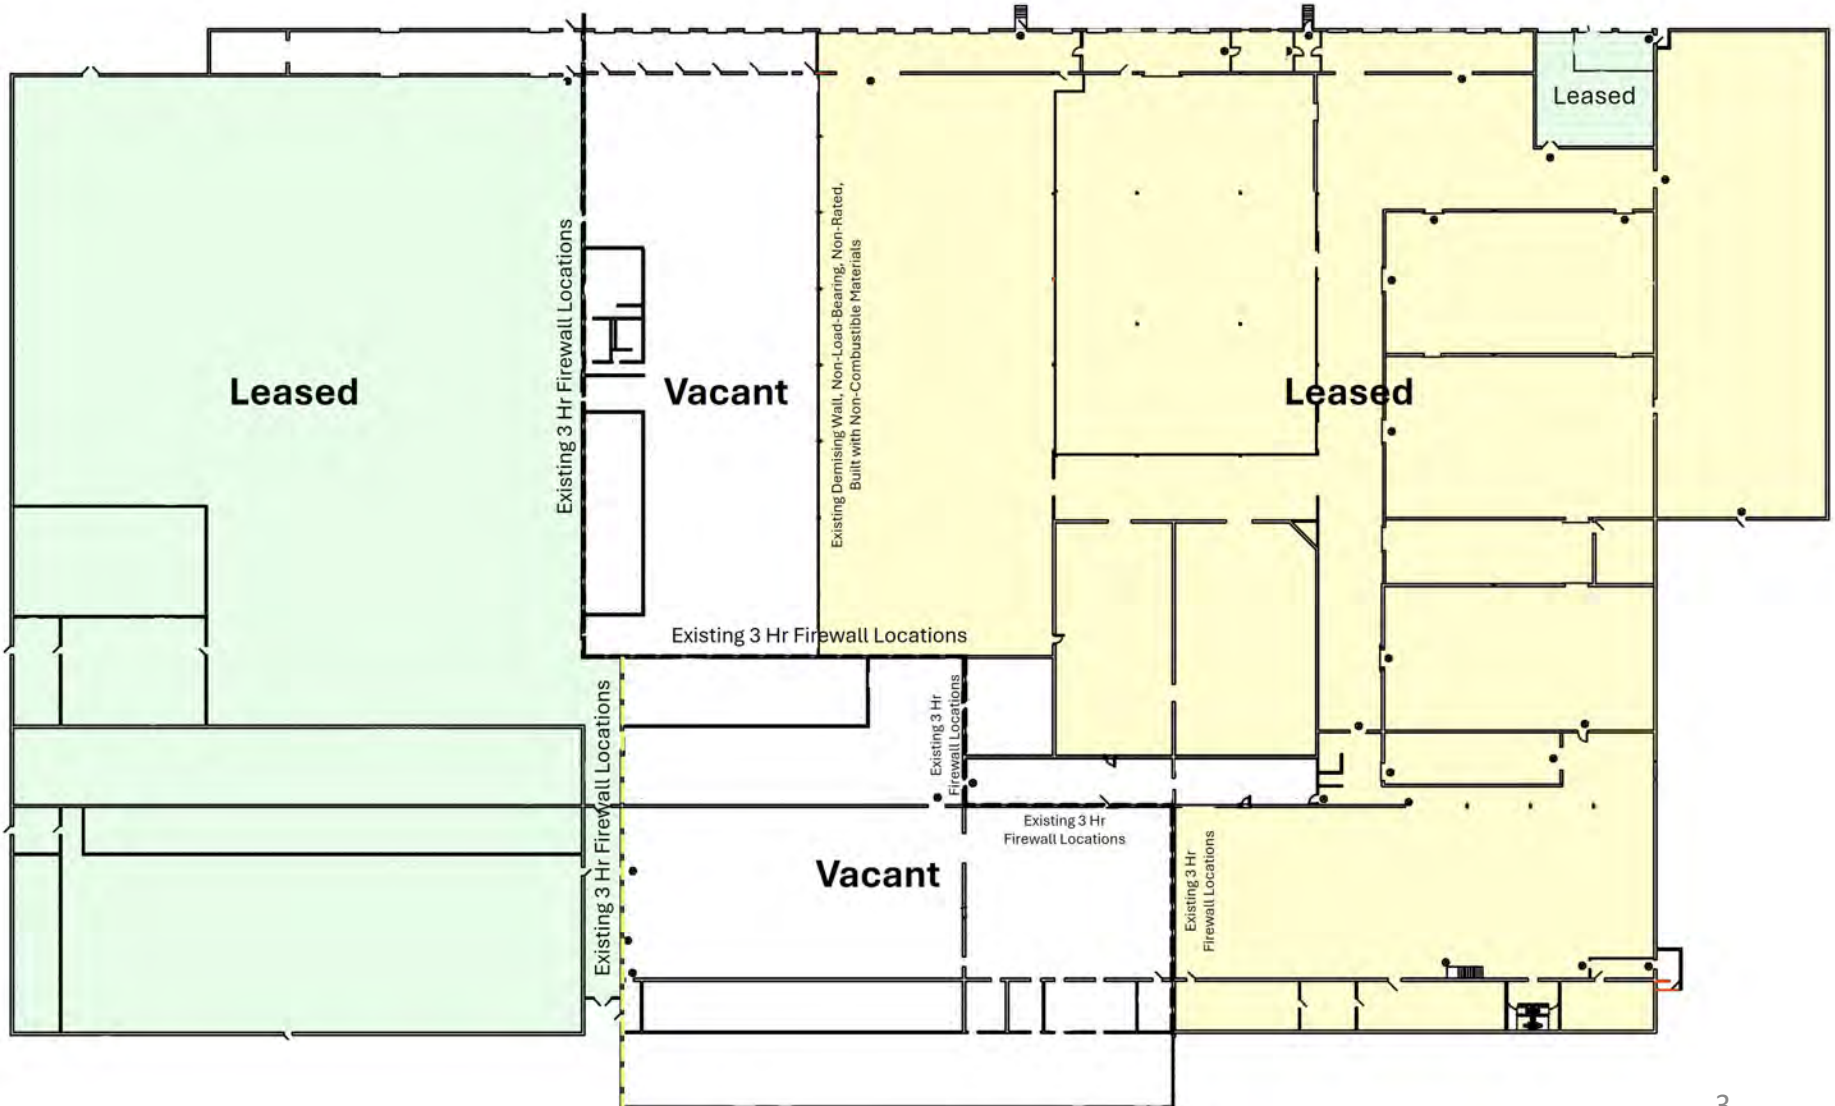 Leased
Leased
Vacant
Leased
Existing 3 Hr Firewall Locations
Existing Demising Wall, Non-Load-Bearing, Non-Rated,
Built with Non-Combustible Materials
Existing 3 Hr Firewall Locations
Existing 3 Hr Firewall Locations
Existing 3 Hr
Firewall Locations
Existing 3 Hr
Firewall Locations
Vacant
Existing 3 Hr
Firewall Locations
3